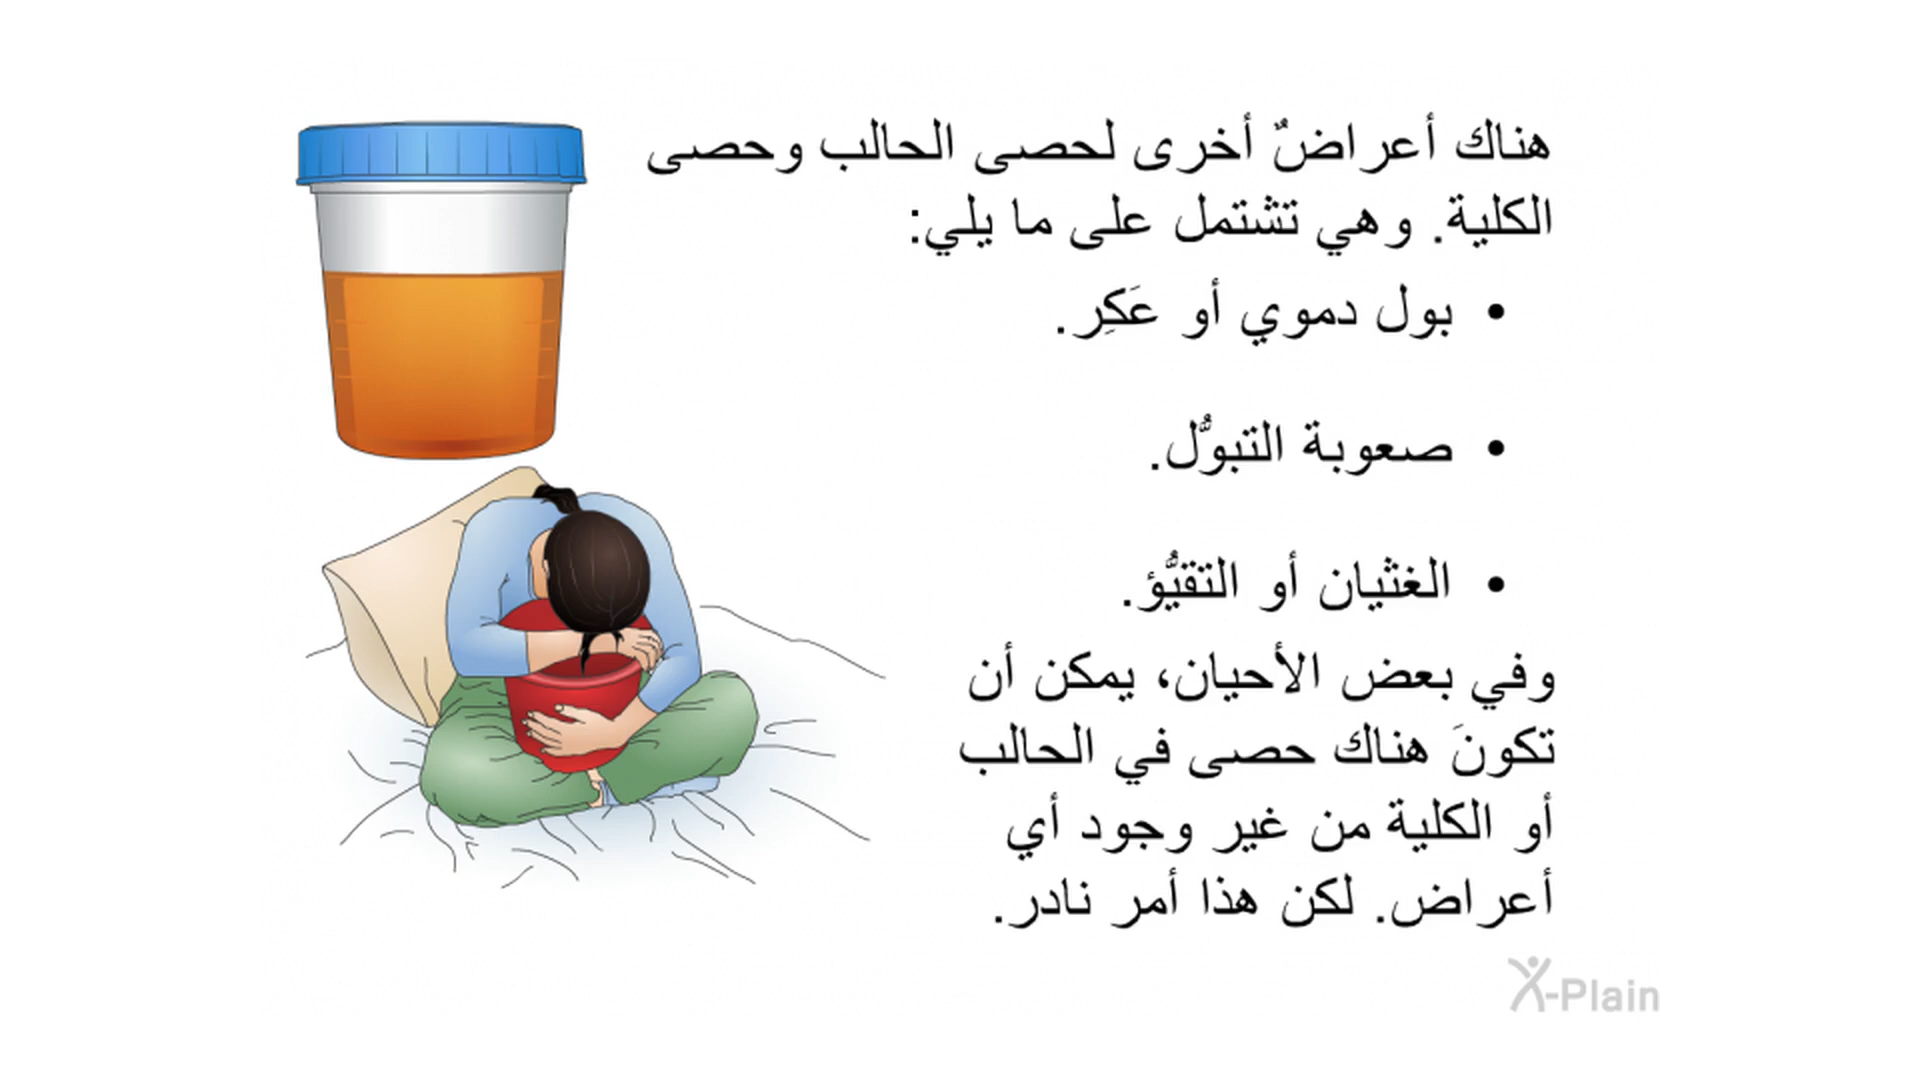 هناك أعراضٌ أخرى لحصى الحالب وحصى
الكلية. وهي تشتمل على ما يلي:
• بول دموي أو عَكِر.
• صعوبة التبوُّل.
• الغثيان أو التقيُّؤ.
وفي بعض الأحيان، يمكن أن
تكونَ هناك حصى في الحالب
أو الكلية من غير وجود أي
أعراض. لكن هذا أمر نادر.
X-Plain